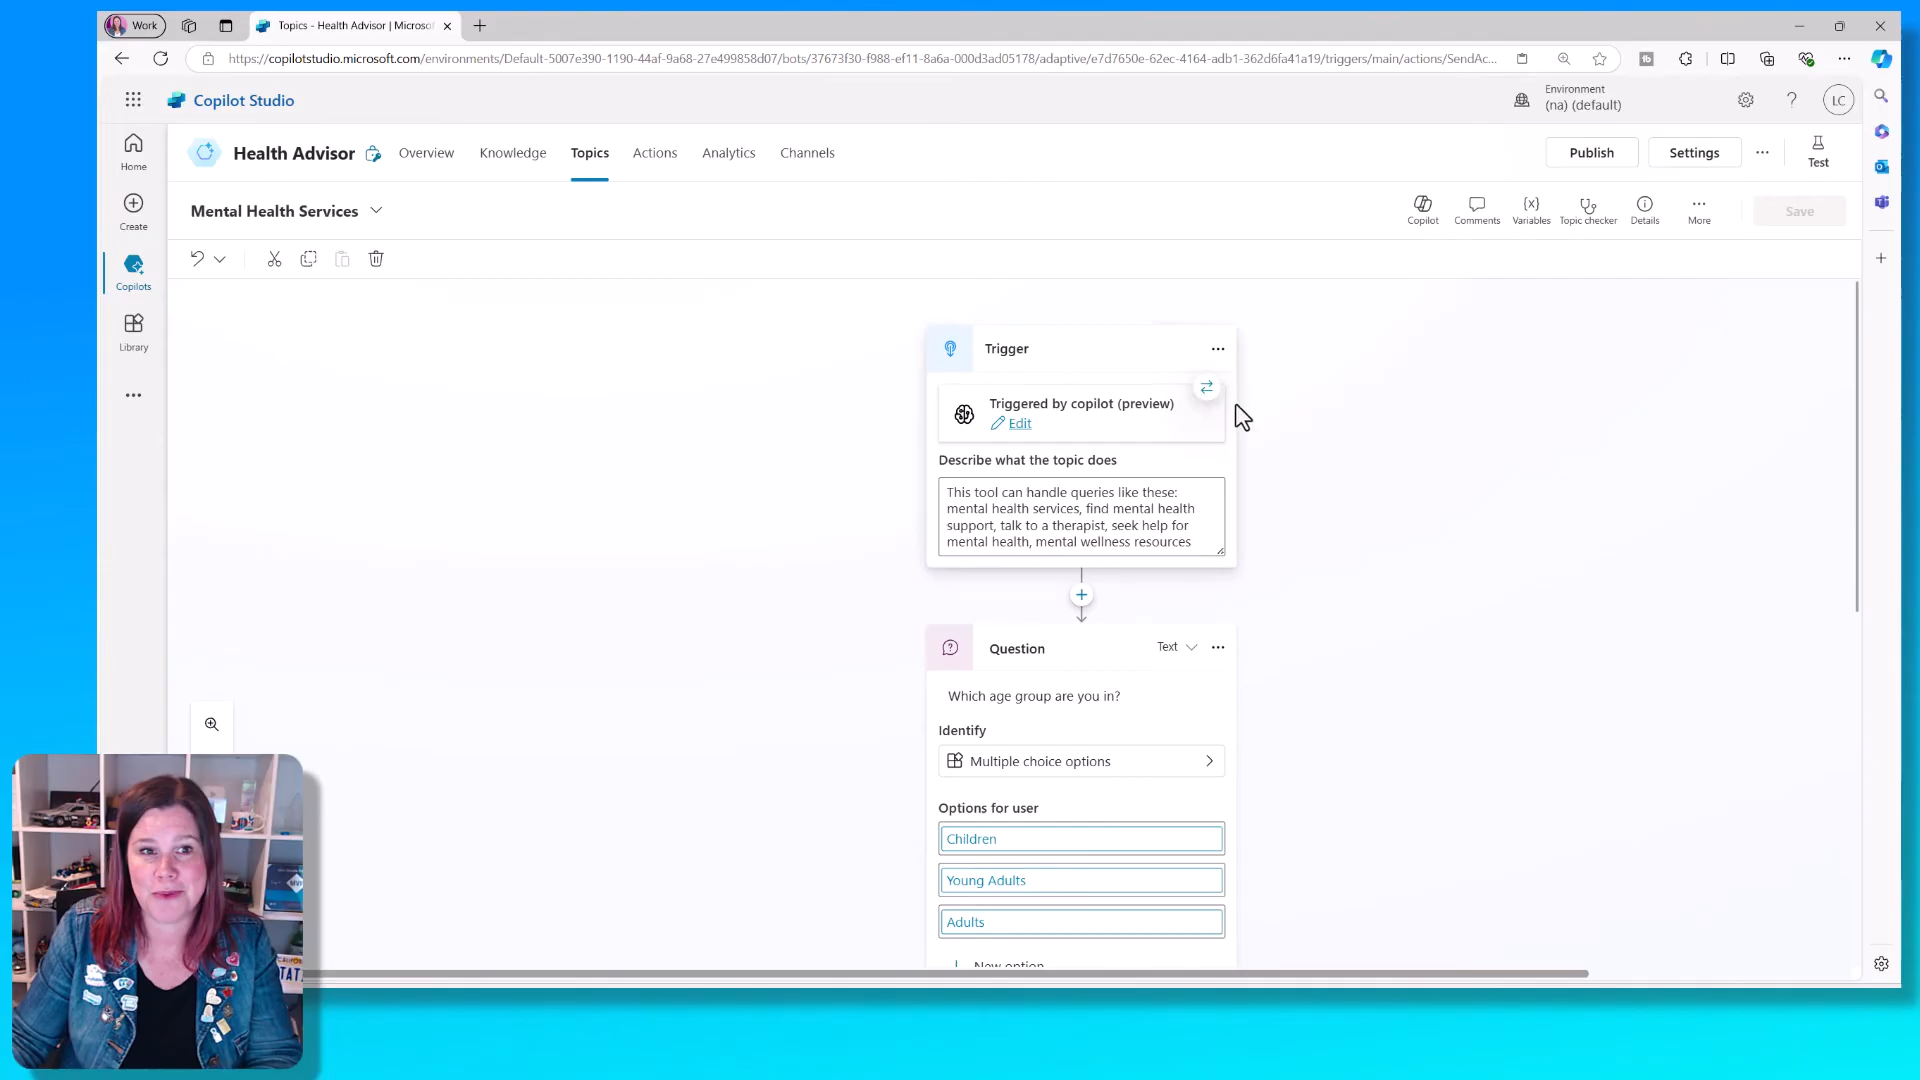 Work
Topics - Health Advisor | Microsof
https://copilotstudio.microsoft.com/environments/Default-5007e390-1190-44af-9a68-27e499858d07/bots/37673f30-f988-ef11-8a6a-000d3ad05178/adaptive/e7d7650e-62ec-4164-adb1-362d6fa41a19/triggers/main/actions/SendAc...
Copilot Studio
Environment
(na) (default)
LC
Home
Create
Copilots
Library
Health Advisor
Overview
Knowledge
Topics
Actions
Analytics
Channels
Publish
Settings
Test
Mental Health Services
Copilot
Comments
Variables
Topic checker
Details
More
Save
Trigger
Triggered by copilot (preview)
Edit
Describe what the topic does
This tool can handle queries like these:
mental health services, find mental health
support, talk to a therapist, seek help for
mental health, mental wellness resources
Question
Text
Which age group are you in?
Identify
Multiple choice options
Options for user
Children
Young Adults
Adults
New option